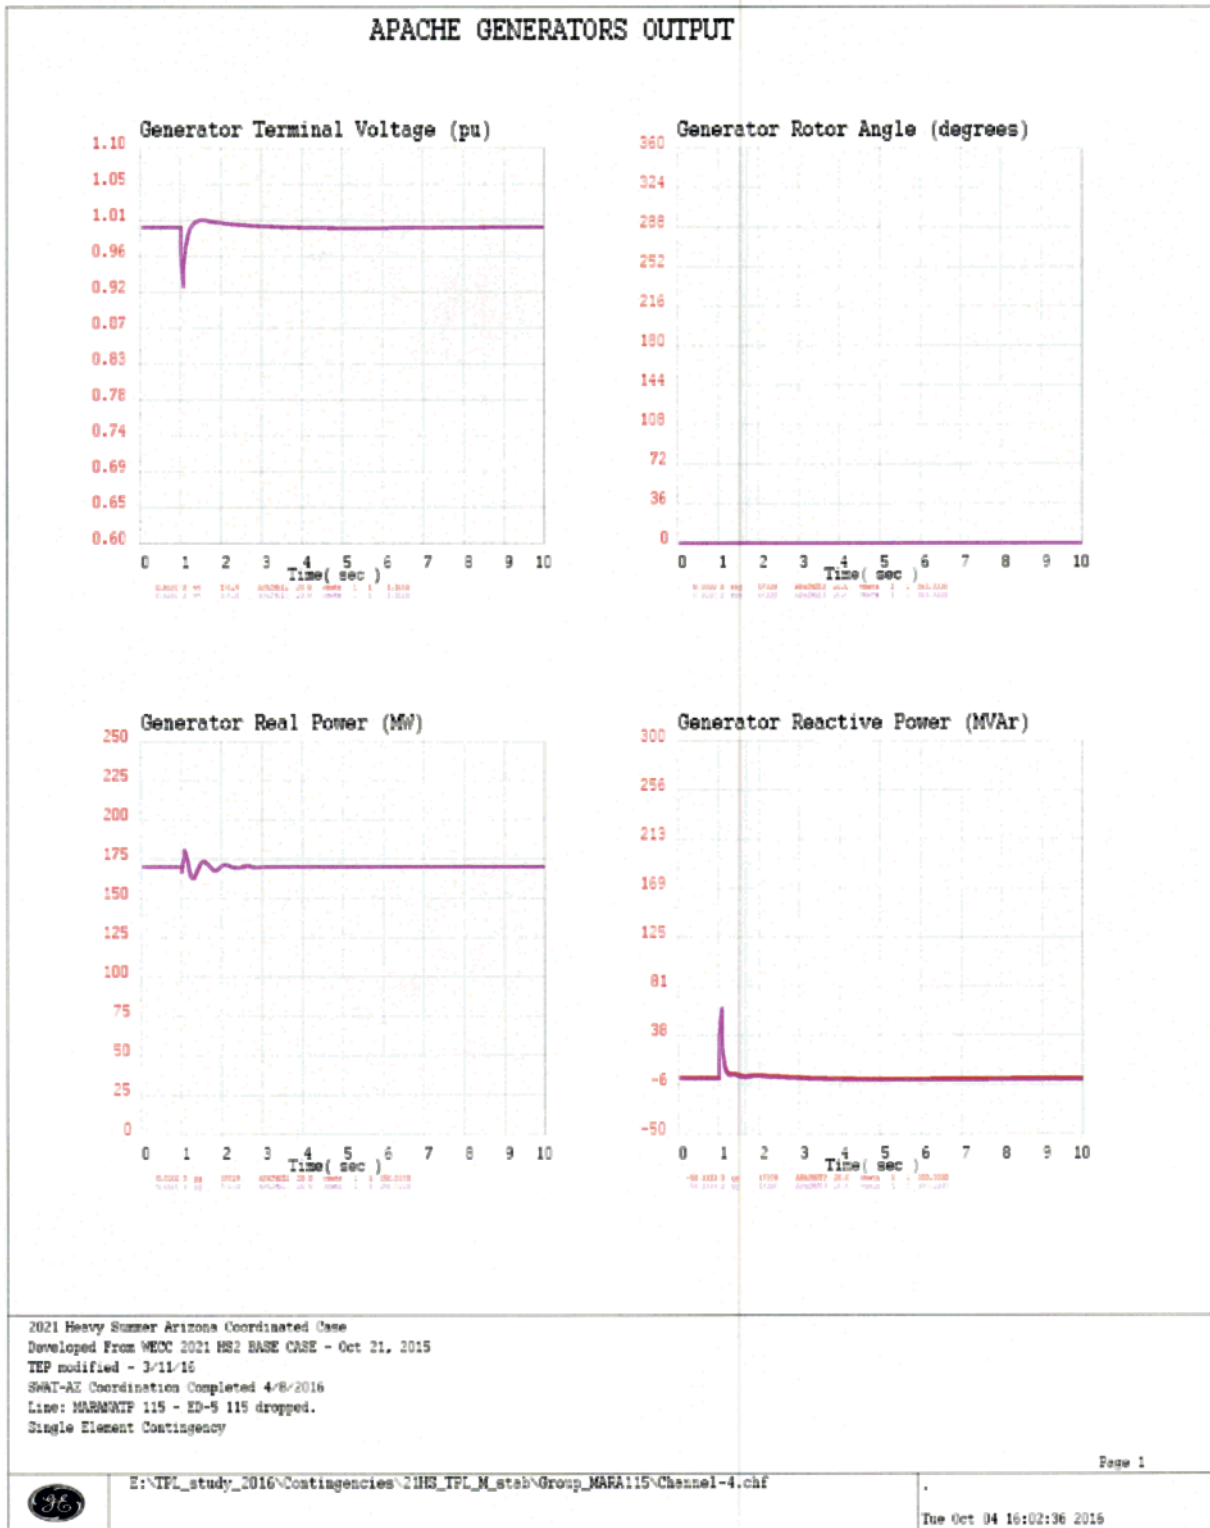 APACHE GENERATORS OUTPUT
Generator Terminal Voltage (pu)
1.10
1.05
1.01
0.96
0.92
0.87
0.83
0.78
0.74
0.69
0.65
0.60
0 1 2 3 4 5 6 7 8 9 10
Time( sec )
Generator Rotor Angle (degrees)
360
324
288
252
216
180
144
108
72
36
0
0 1 2 3 4 5 6 7 8 9 10
Time( sec )
Generator Real Power (MW)
250
225
200
175
150
125
100
75
50
25
0
0 1 2 3 4 5 6 7 8 9 10
Time( sec )
Generator Reactive Power (MVAr)
300
256
213
169
125
81
38
-6
-50
0 1 2 3 4 5 6 7 8 9 10
Time( sec )
2021 Heavy Summer Arizona Coordinated Case
Developed From WECC 2021 HS2 BASE CASE - Oct 21, 2015
TEP modified - 3/11/16
SWAT-AZ Coordination Completed 4/8/2016
Line: 115 - ED-5 115 dropped.
Single Element Contingency
Page 1
GE
E:\TPL_study_2016\Contingencies\21HS_TPL_M_stab\Group_MARA115\Channel-4.chf
Tue Oct 04 16:02:36 2016